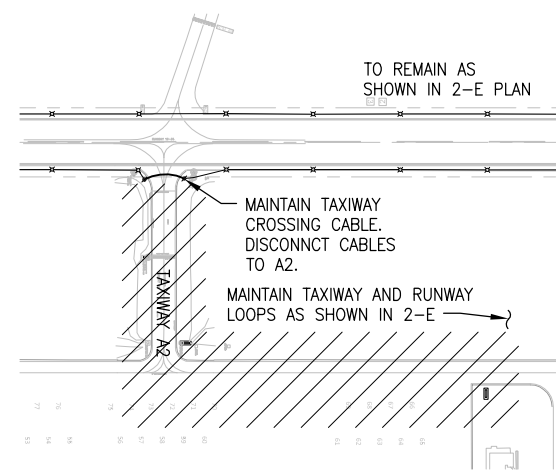 TO REMAIN AS
SHOWN IN 2-E PLAN
MAINTAIN TAXIWAY
CROSSING CABLE.
DISCONNCT CABLES
TO A2.
MAINTAIN TAXIWAY AND RUNWAY
LOOPS AS SHOWN IN 2-E
TAXIWAY A2